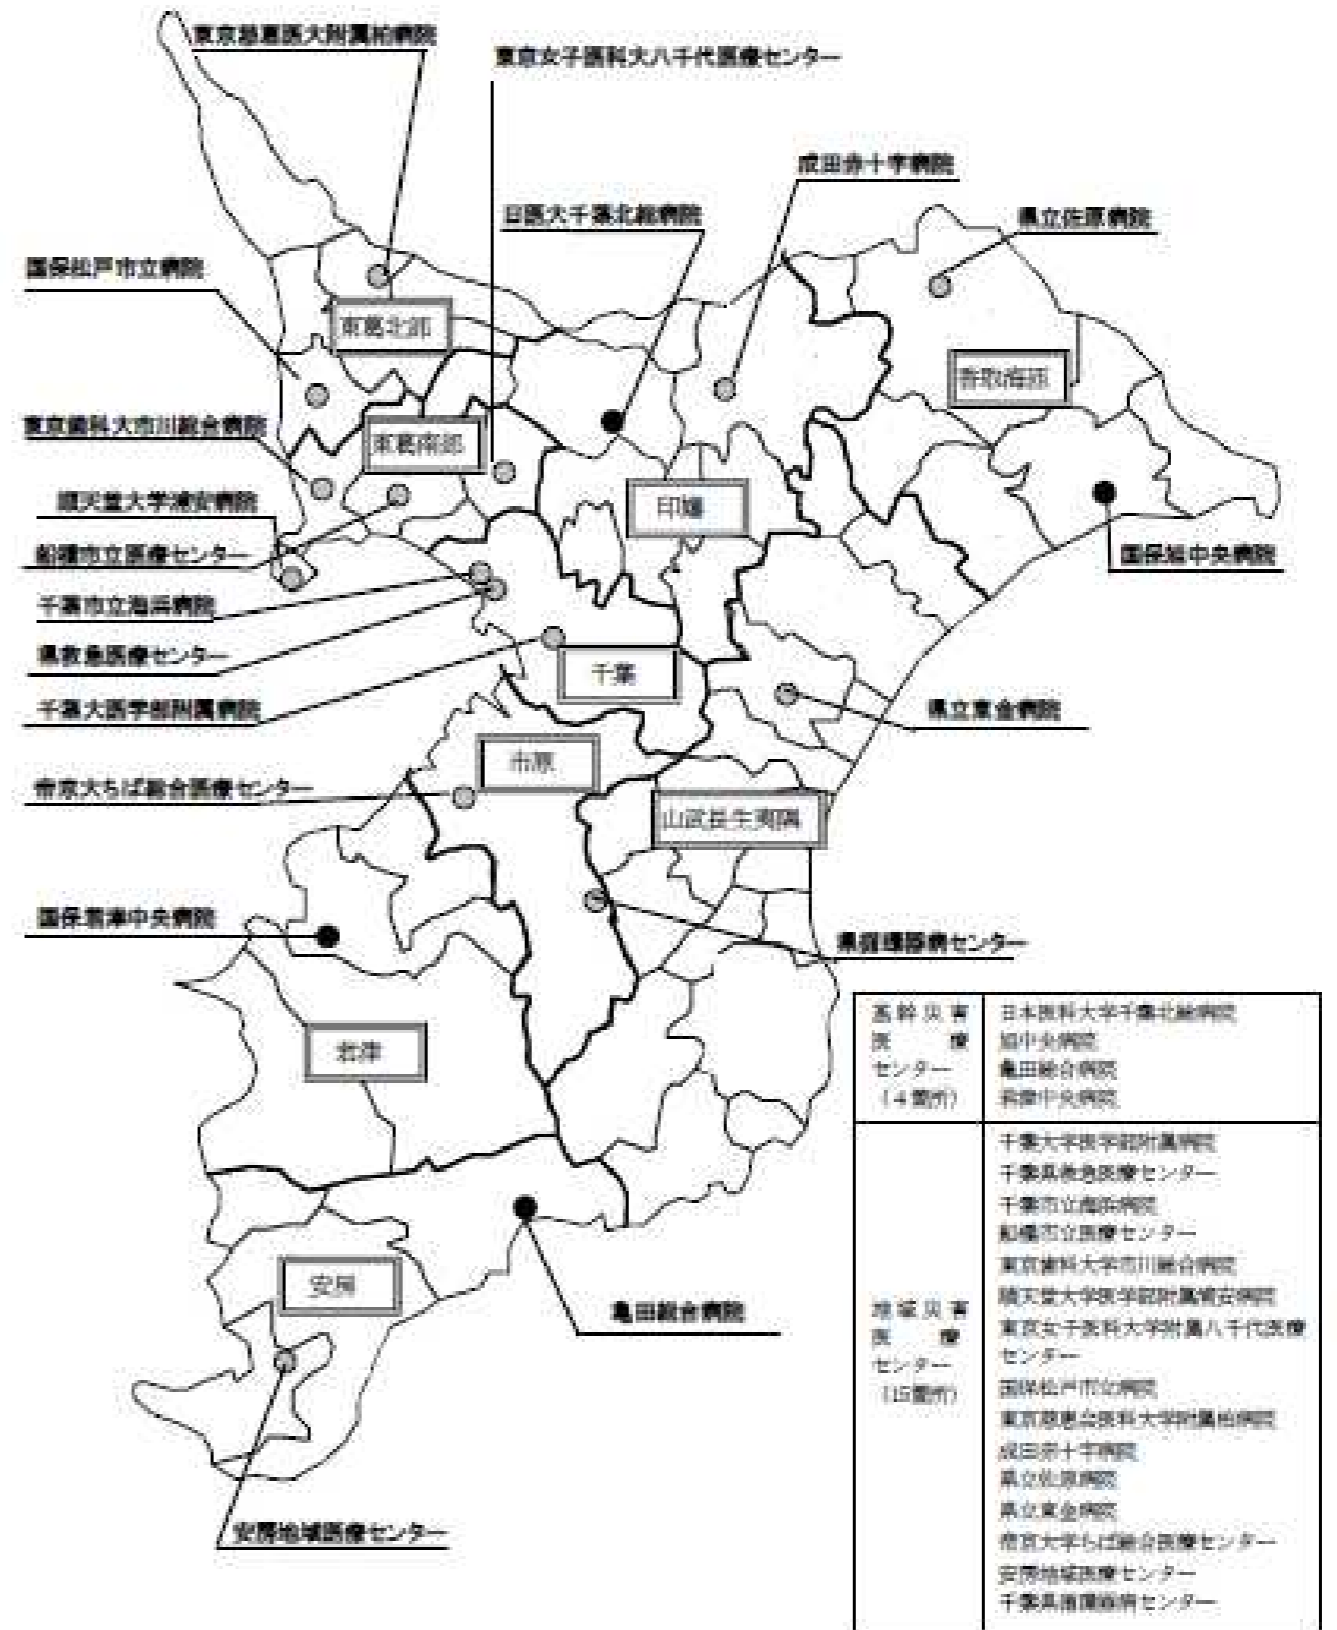 東京慈恵医大附属柏病院
東京女子医科大八千代医療センター
成田赤十字病院
日医大千葉北総病院
県立佐原病院
国保松戸市立病院
東葛北部
香取海匝
東京歯科大市川総合病院
東葛南部
順天堂大学浦安病院
印旛
船橋市立医療センター
国保旭中央病院
千葉市立海浜病院
県救急医療センター
千葉
千葉大医学部附属病院
県立東金病院
市原
帝京大ちば総合医療センター
山武長生夷隅
国保君津中央病院
県循環器病センター
君津
安房
亀田総合病院
安房地域医療センター
基幹災害
医療
センター
(4箇所)
日本医科大学千葉北総病院
旭中央病院
亀田総合病院
君津中央病院
地域災害
医療
センター
(15箇所)
千葉大学医学部附属病院
千葉県救急医療センター
千葉市立海浜病院
船橋市立医療センター
東京歯科大学市川総合病院
順天堂大学医学部附属浦安病院
東京女子医科大学附属八千代医療
センター
国保松戸市立病院
東京慈恵会医科大学附属柏病院
成田赤十字病院
県立佐原病院
県立東金病院
帝京大学ちば総合医療センター
安房地域医療センター
千葉県循環器病センター